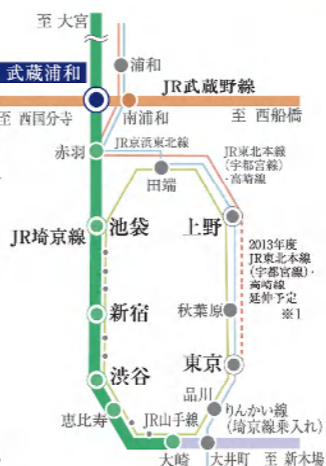 至 大宮
浦和
武蔵浦和
JR武蔵野線
至 西国分寺
南浦和
至 西船橋
赤羽
JR京浜東北線
JR東北本線
(宇都宮線)
・高崎線
田端
JR埼京線
池袋
上野
2013年度
JR東北本線
(宇都宮線)・
高崎線
延伸予定
※1
新宿
秋葉原
渋谷
東京
品川
恵比寿
JR山手線
りんかい線
(埼京線乗入れ)
大崎
大井町
至 新木場